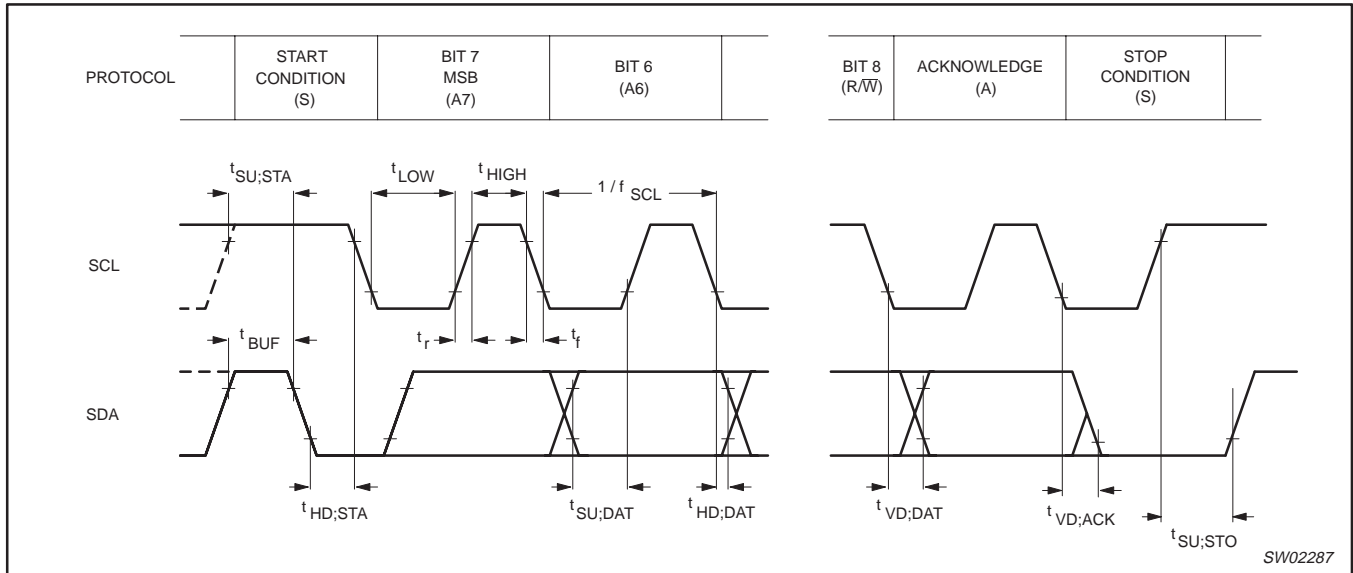 PROTOCOL
START
CONDITION
(S)
BIT 7
MSB
(A7)
BIT 6
(A6)
BIT 8
(R/W̅)
ACKNOWLEDGE
(A)
STOP
CONDITION
(S)
tSU;STA
tLOW
tHIGH
1 / fSCL
SCL
tBUF
tr
tf
SDA
tHD;STA
tSU;DAT
tHD;DAT
tVD;DAT
tVD;ACK
tSU;STO
SW02287